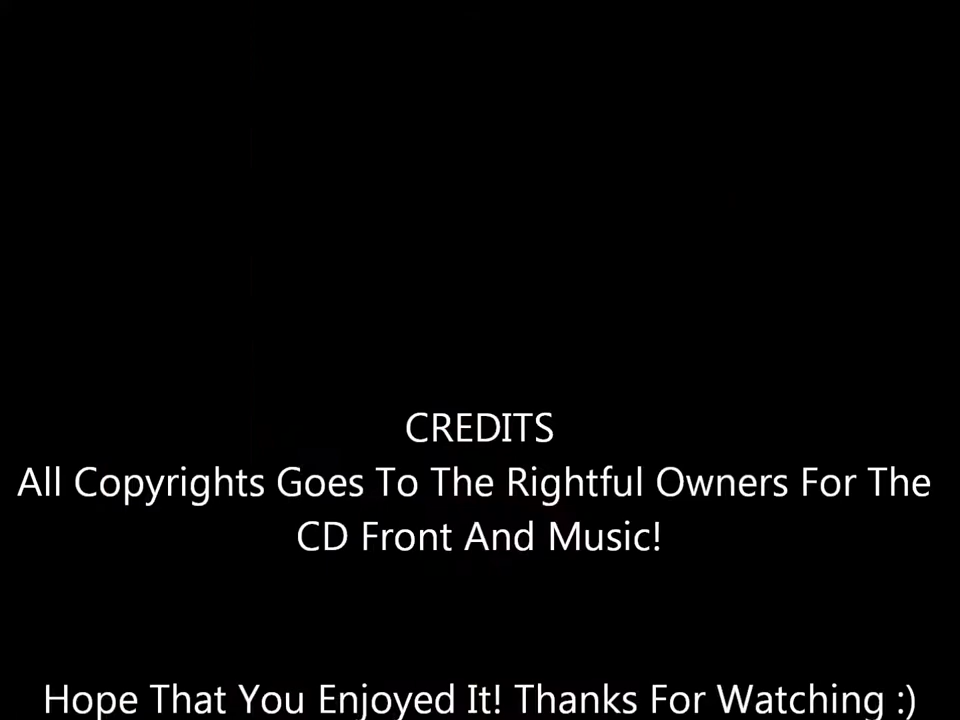 CREDITS
All Copyrights Goes To The Rightful Owners For The
CD Front And Music!
Hope That You Enjoyed It! Thanks For Watching :)